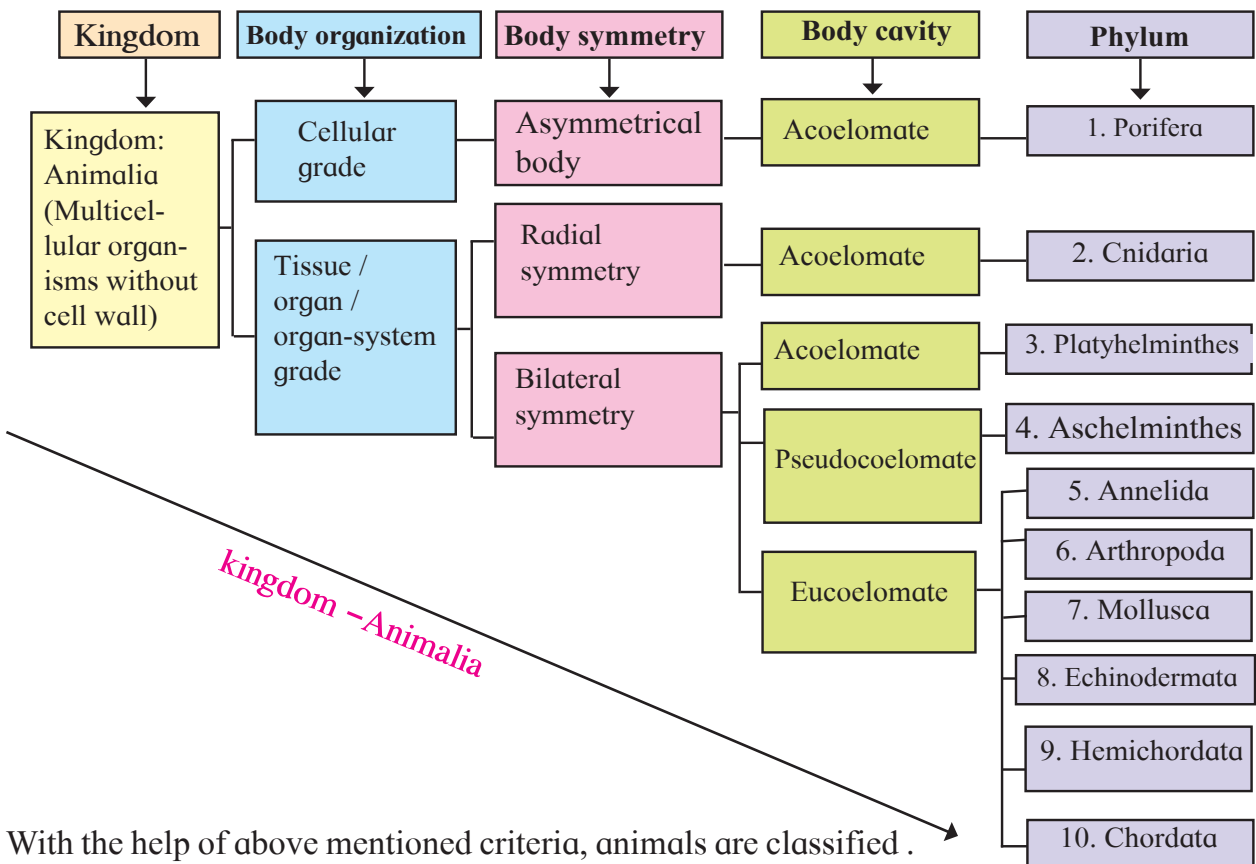 Kingdom
Body organization
Body symmetry
Body cavity
Phylum
Kingdom:
Animalia
(Multicel-
lular organ-
isms without
cell wall)
Cellular
grade
Asymmetrical
body
Acoelomate
1. Porifera
Tissue /
organ /
organ-system
grade
Radial
symmetry
Acoelomate
2. Cnidaria
Bilateral
symmetry
Acoelomate
3. Platyhelminthes
Pseudocoelomate
4. Aschelminthes
Eucoelomate
5. Annelida
6. Arthropoda
7. Mollusca
8. Echinodermata
9. Hemichordata
10. Chordata
kingdom –Animalia
With the help of above mentioned criteria, animals are classified .